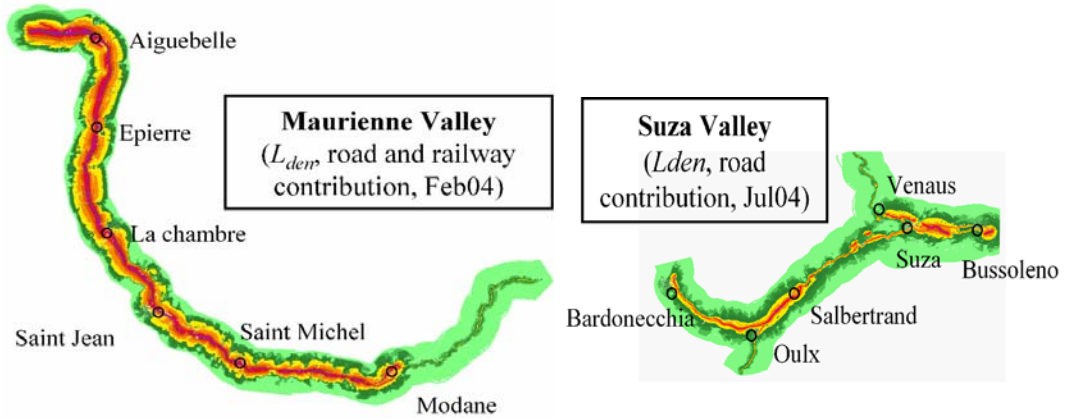 Aiguebelle
Epierre
La chambre
Saint Jean
Saint Michel
Modane
Maurienne Valley
(Lden, road and railway
contribution, Feb04)
Suza Valley
(Lden, road
contribution, Jul04)
Venaus
Suza
Bussoleno
Bardonecchia
Salbertrand
Oulx